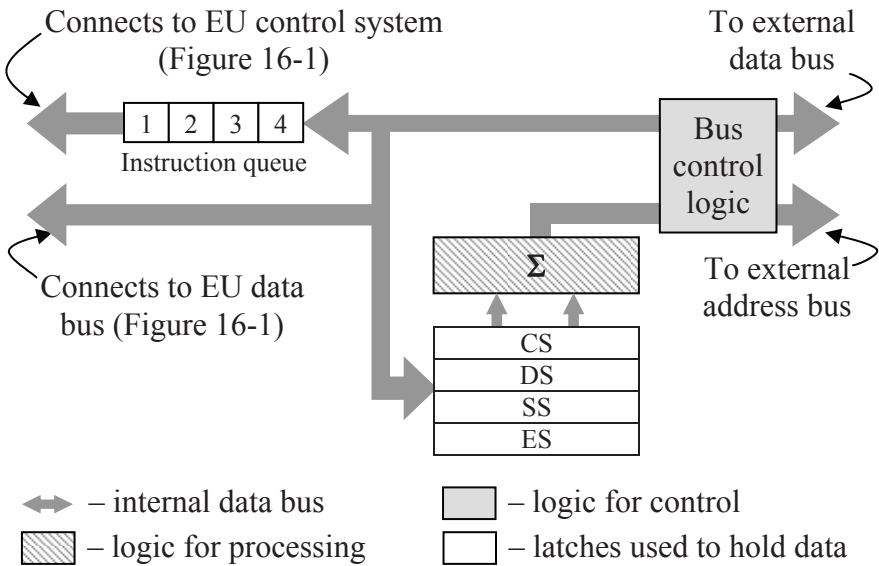 Connects to EU control system
(Figure 16-1)
To external
data bus
1 2 3 4
Instruction queue
Bus
control
logic
Σ
Connects to EU data
bus (Figure 16-1)
To external
address bus
CS
DS
SS
ES
– internal data bus
– logic for control
– logic for processing
– latches used to hold data